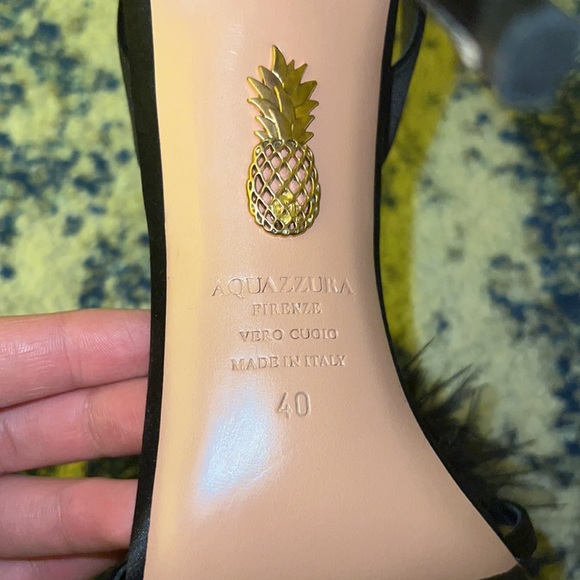 AQUAZZURA
FIRENZE
VERO CUOIO
MADE IN ITALY
40